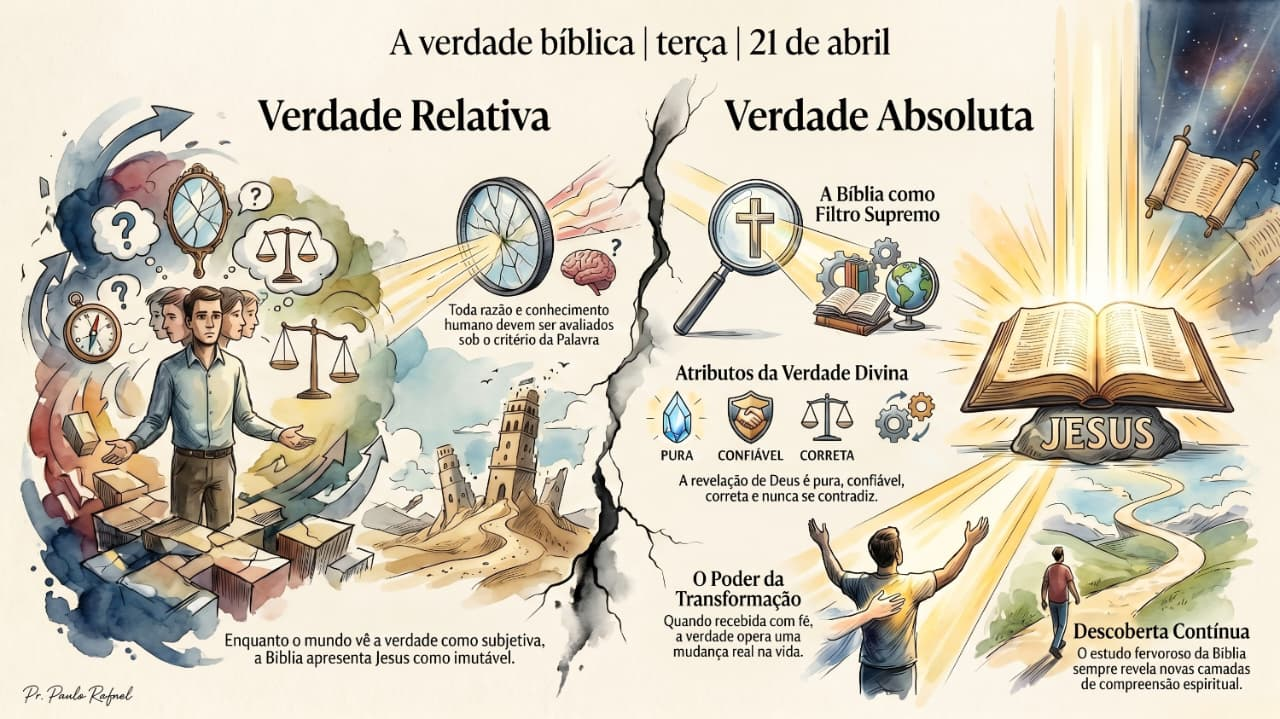 A verdade bíblica | terça | 21 de abril
Verdade Relativa
?
?
?
?
Toda razão e conhecimento
humano devem ser avaliados
sob o critério da Palavra
Enquanto o mundo vê a verdade como subjetiva,
a Bíblia apresenta Jesus como imutável.
Verdade Absoluta
A Bíblia como
Filtro Supremo
Atributos da Verdade Divina
PURA
CONFIÁVEL
CORRETA
A revelação de Deus é pura, confiável,
correta e nunca se contradiz.
JESUS
O Poder da
Transformação
Quando recebida com fé,
a verdade opera uma
mudança real na vida.
Descoberta Contínua
O estudo fervoroso da Bíblia
sempre revela novas camadas
de compreensão espiritual.
Pr. Paulo Rafnel